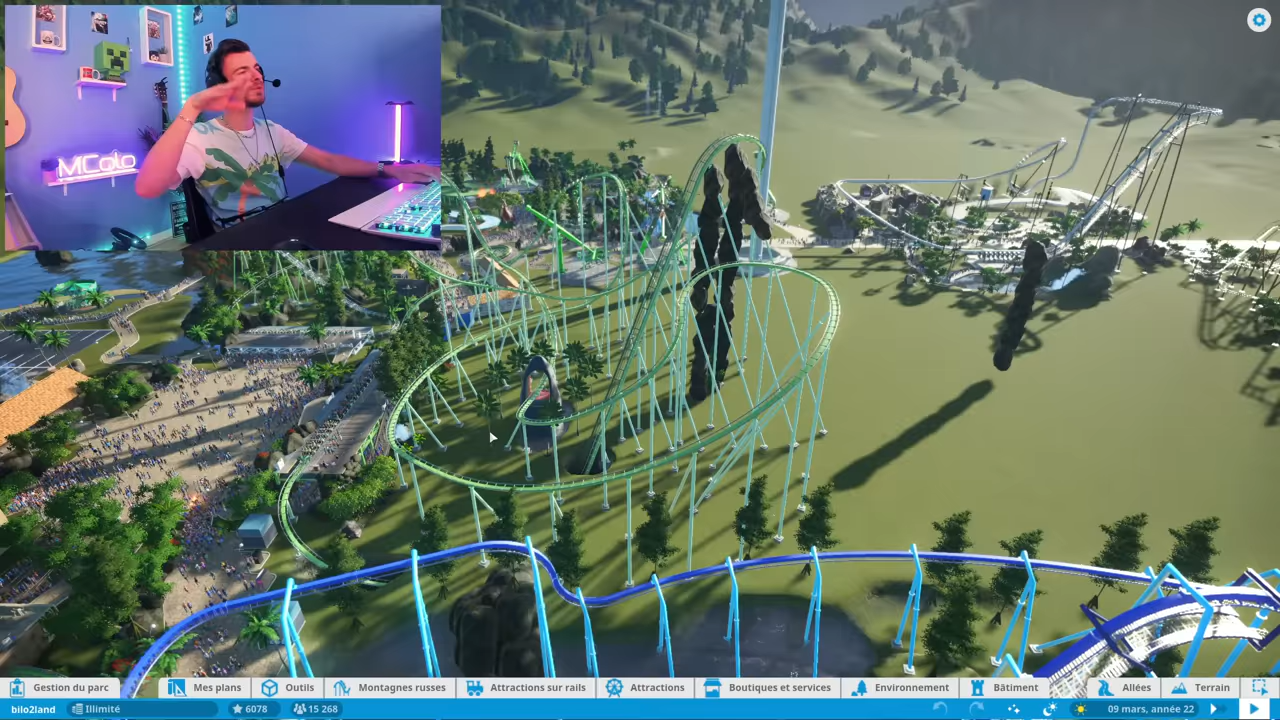 MColo
Gestion du parc
Mes plans
Outils
Montagnes russes
Attractions sur rails
Attractions
Boutiques et services
Environnement
Bâtiment
Allées
Terrain
bilo2land
Illimité
6078
15 268
09 mars, année 22